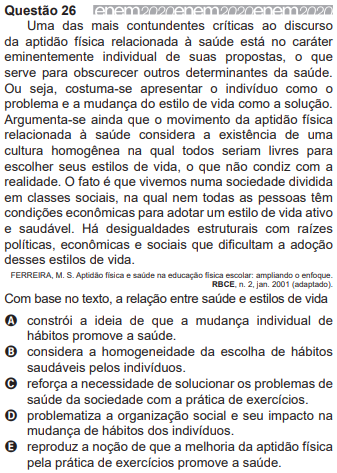 Questão 26 enem2020enem2020enem2020
Uma das mais contundentes críticas ao discurso
da aptidão física relacionada à saúde está no caráter
eminentemente individual de suas propostas, o que
serve para obscurecer outros determinantes da saúde.
Ou seja, costuma-se apresentar o indivíduo como o
problema e a mudança do estilo de vida como a solução.
Argumenta-se ainda que o movimento da aptidão física
relacionada à saúde considera a existência de uma
cultura homogênea na qual todos seriam livres para
escolher seus estilos de vida, o que não condiz com a
realidade. O fato é que vivemos numa sociedade dividida
em classes sociais, na qual nem todas as pessoas têm
condições econômicas para adotar um estilo de vida ativo
e saudável. Há desigualdades estruturais com raízes
políticas, econômicas e sociais que dificultam a adoção
desses estilos de vida.
FERREIRA, M. S. Aptidão física e saúde na educação física escolar: ampliando o enfoque.
RBCE, n. 2, jan. 2001 (adaptado).
Com base no texto, a relação entre saúde e estilos de vida
A constrói a ideia de que a mudança individual de
hábitos promove a saúde.
B considera a homogeneidade da escolha de hábitos
saudáveis pelos indivíduos.
C reforça a necessidade de solucionar os problemas de
saúde da sociedade com a prática de exercícios.
D problematiza a organização social e seu impacto na
mudança de hábitos dos indivíduos.
E reproduz a noção de que a melhoria da aptidão física
pela prática de exercícios promove a saúde.